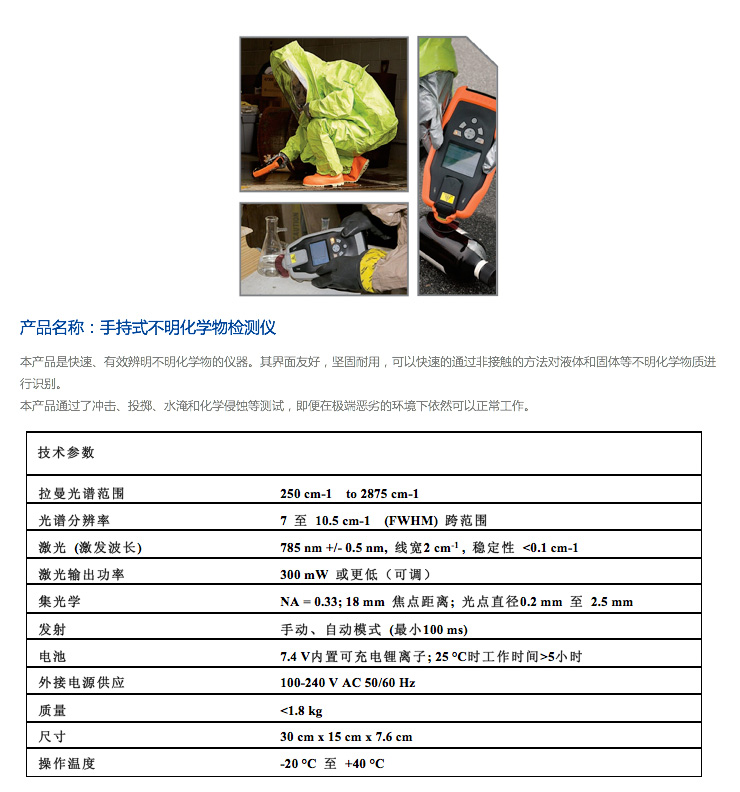 产品名称：手持式不明化学物检测仪
本产品是快速、有效辨明不明化学物的仪器。其界面友好，坚固耐用，可以快速的通过非接触的方法对液体和固体等不明化学物质进
行识别。
本产品通过了冲击、投掷、水淹和化学侵蚀等测试，即便在极端恶劣的环境下依然可以正常工作。
技术参数
拉曼光谱范围 250 cm-1 to 2875 cm-1
光谱分辨率 7 至 10.5 cm-1 (FWHM) 跨范围
激光 (激发波长) 785 nm +/- 0.5 nm, 线宽2 cm⁻¹ , 稳定性 <0.1 cm-1
激光输出功率 300 mW 或更低（可调）
集光学 NA = 0.33; 18 mm 焦点距离; 光点直径0.2 mm 至 2.5 mm
发射 手动、自动模式 (最小100 ms)
电池 7.4 V内置可充电锂离子; 25 °C时工作时间>5小时
外接电源供应 100-240 V AC 50/60 Hz
质量 <1.8 kg
尺寸 30 cm x 15 cm x 7.6 cm
操作温度 -20 °C 至 +40 °C